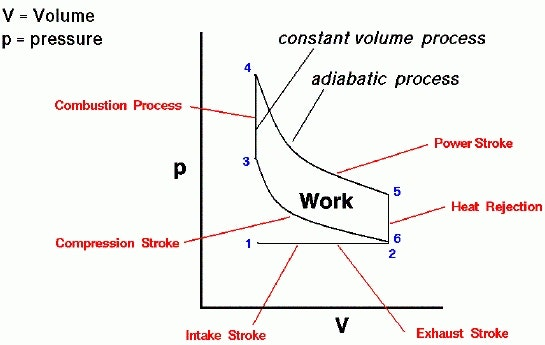 V = Volume
p = pressure
constant volume process
adiabatic process
4
Combustion Process
Power Stroke
3
p
5
Work
Heat Rejection
Compression Stroke
1
6
2
V
Intake Stroke
Exhaust Stroke